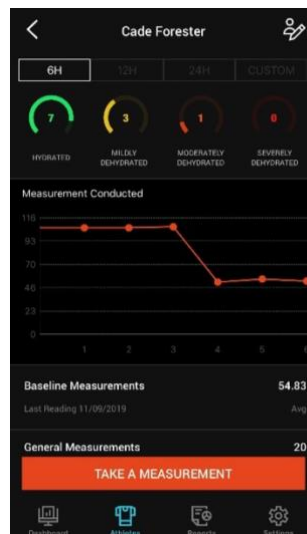 Cade Forester
6H 12H 24H CUSTOM
7 3 1 0
HYDRATED MILDLY DEHYDRATED MODERATELY DEHYDRATED SEVERELY DEHYDRATED
Measurement Conducted
116
93
70
46
23
0
1 2 3 4 5 6
Baseline Measurements 54.83
Last Reading 11/09/2019 Avg
General Measurements 20
TAKE A MEASUREMENT
Dashboard Athletes Reports Settings